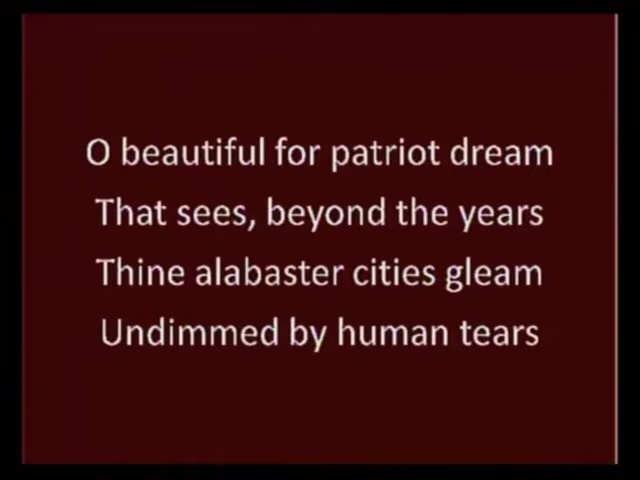 O beautiful for patriot dream
That sees, beyond the years
Thine alabaster cities gleam
Undimmed by human tears